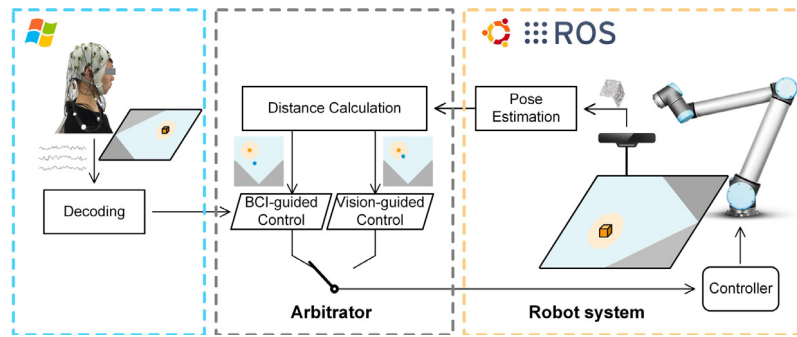 ROS
Distance Calculation
Pose
Estimation
Decoding
BCI-guided
Control
Vision-guided
Control
Controller
Arbitrator
Robot system